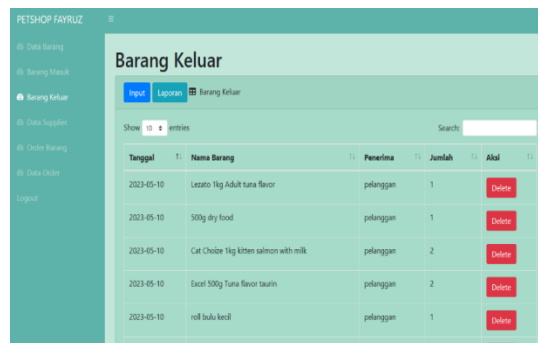 PETSHOP FAYRUZ
Data Barang
Barang Masuk
Barang Keluar
Data Supplier
Order Barang
Data Order
Logout
Barang Keluar
Input Laporan Barang Keluar
Show 10 entries Search:
Tanggal Nama Barang Penerima Jumlah Aksi
2023-05-10 Lezato 1kg Adult tuna flavor pelanggan 1 Delete
2023-05-10 500g dry food pelanggan 1 Delete
2023-05-10 Cat Choize 1kg kitten salmon with milk pelanggan 2 Delete
2023-05-10 Excel 500g Tuna flavor taurin pelanggan 2 Delete
2023-05-10 roll bulu kecil pelanggan 1 Delete